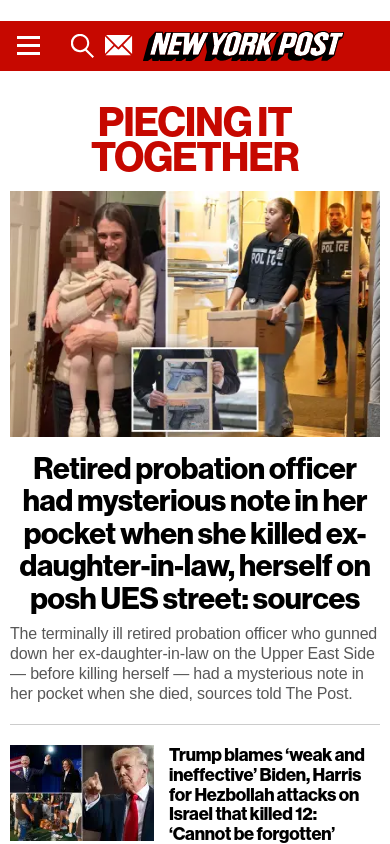 NEW YORK POST
PIECING IT
TOGETHER
POLICE
POLICE
Retired probation officer
had mysterious note in her
pocket when she killed ex-
daughter-in-law, herself on
posh UES street: sources
The terminally ill retired probation officer who gunned
down her ex-daughter-in-law on the Upper East Side
— before killing herself — had a mysterious note in
her pocket when she died, sources told The Post.
Trump blames ‘weak and
ineffective’ Biden, Harris
for Hezbollah attacks on
Israel that killed 12:
‘Cannot be forgotten’